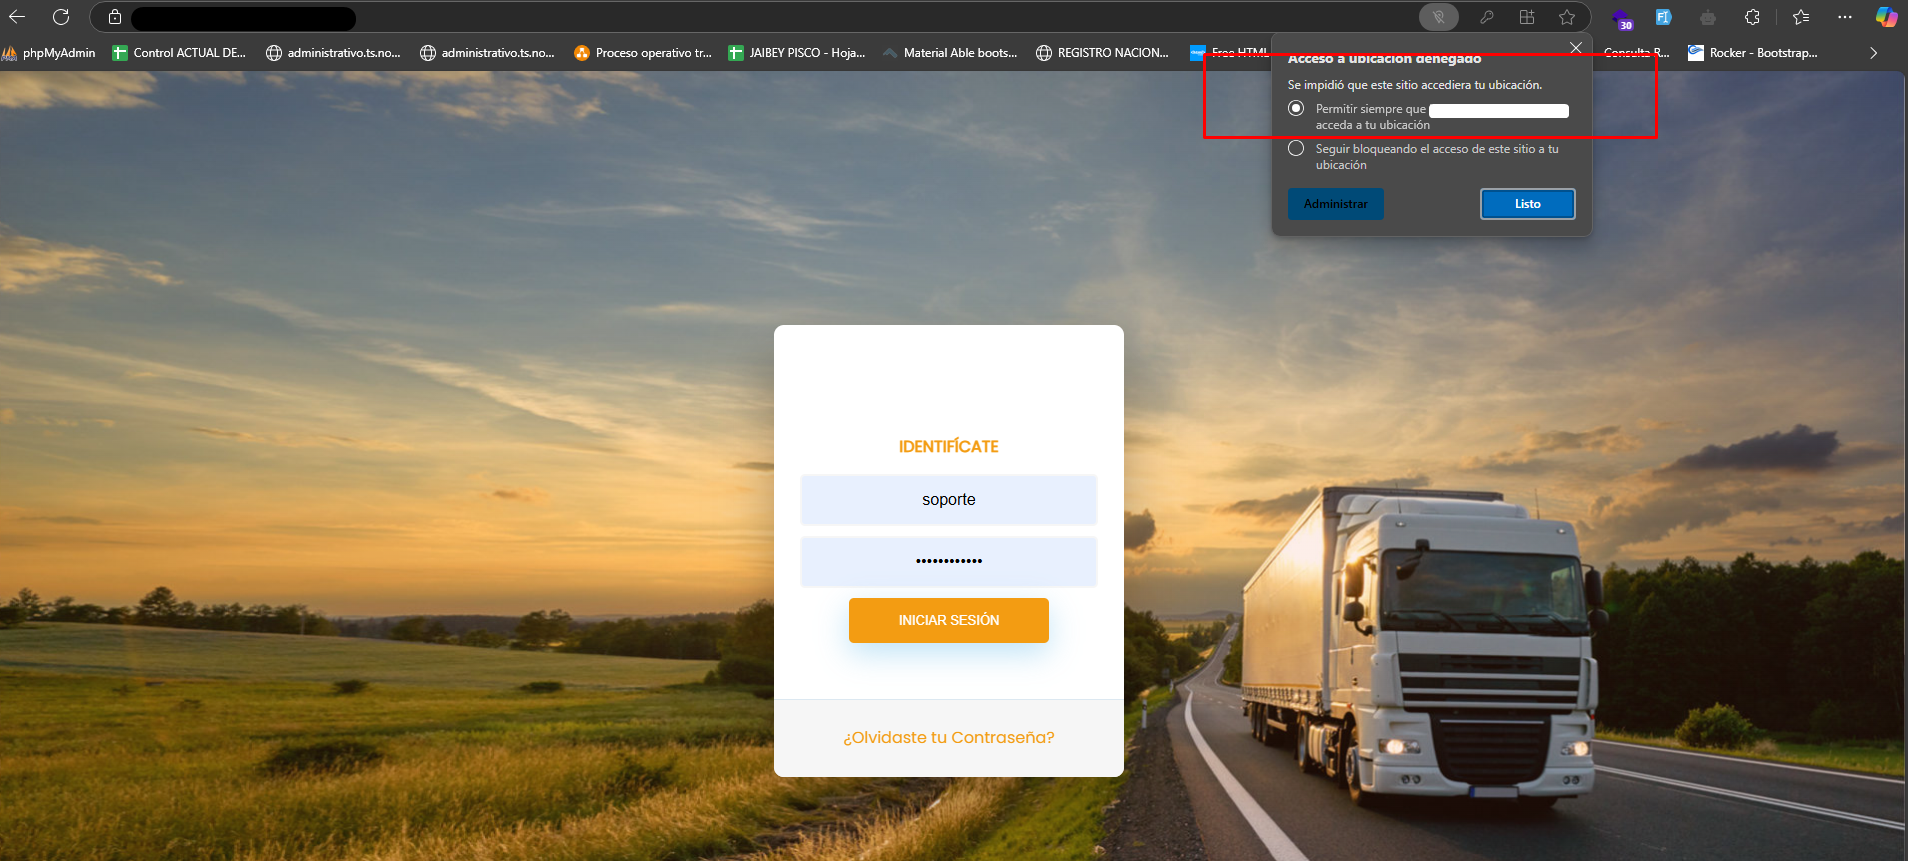 30
phpMyAdmin
Control ACTUAL DE...
administrativo.ts.no...
administrativo.ts.no...
Proceso operativo tr...
JAIBEY PISCO - Hoja...
Material Able boots...
REGISTRO NACION...
Free HTML
Consulta R...
Rocker - Bootstrap...
Acceso a ubicación denegado
Se impidió que este sitio accediera tu ubicación.
Permitir siempre que
acceda a tu ubicación
Seguir bloqueando el acceso de este sitio a tu
ubicación
Administrar
Listo
IDENTIFÍCATE
soporte
••••••••••••
INICIAR SESIÓN
¿Olvidaste tu Contraseña?